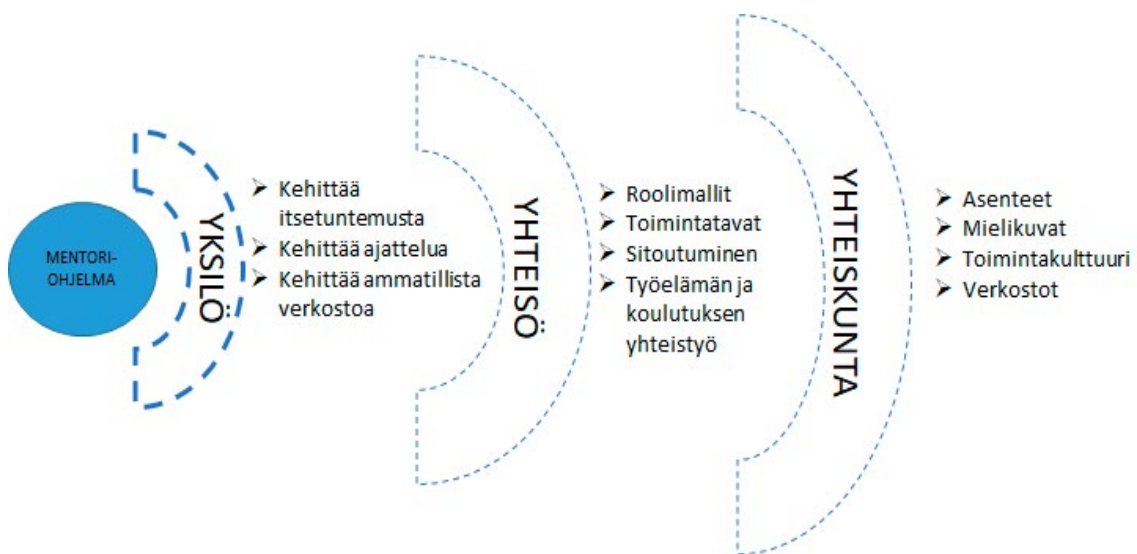 MENTORI-
OHJELMA
YKSILÖ
➤ Kehittää
itsetuntemusta
➤ Kehittää ajattelua
➤ Kehittää ammatillista
verkostoa
YHTEISÖ
➤ Roolimallit
➤ Toimintatavat
➤ Sitoutuminen
➤ Työelämän ja
koulutuksen
yhteistyö
YHTEISKUNTA
➤ Asenteet
➤ Mielikuvat
➤ Toimintakulttuuri
➤ Verkostot